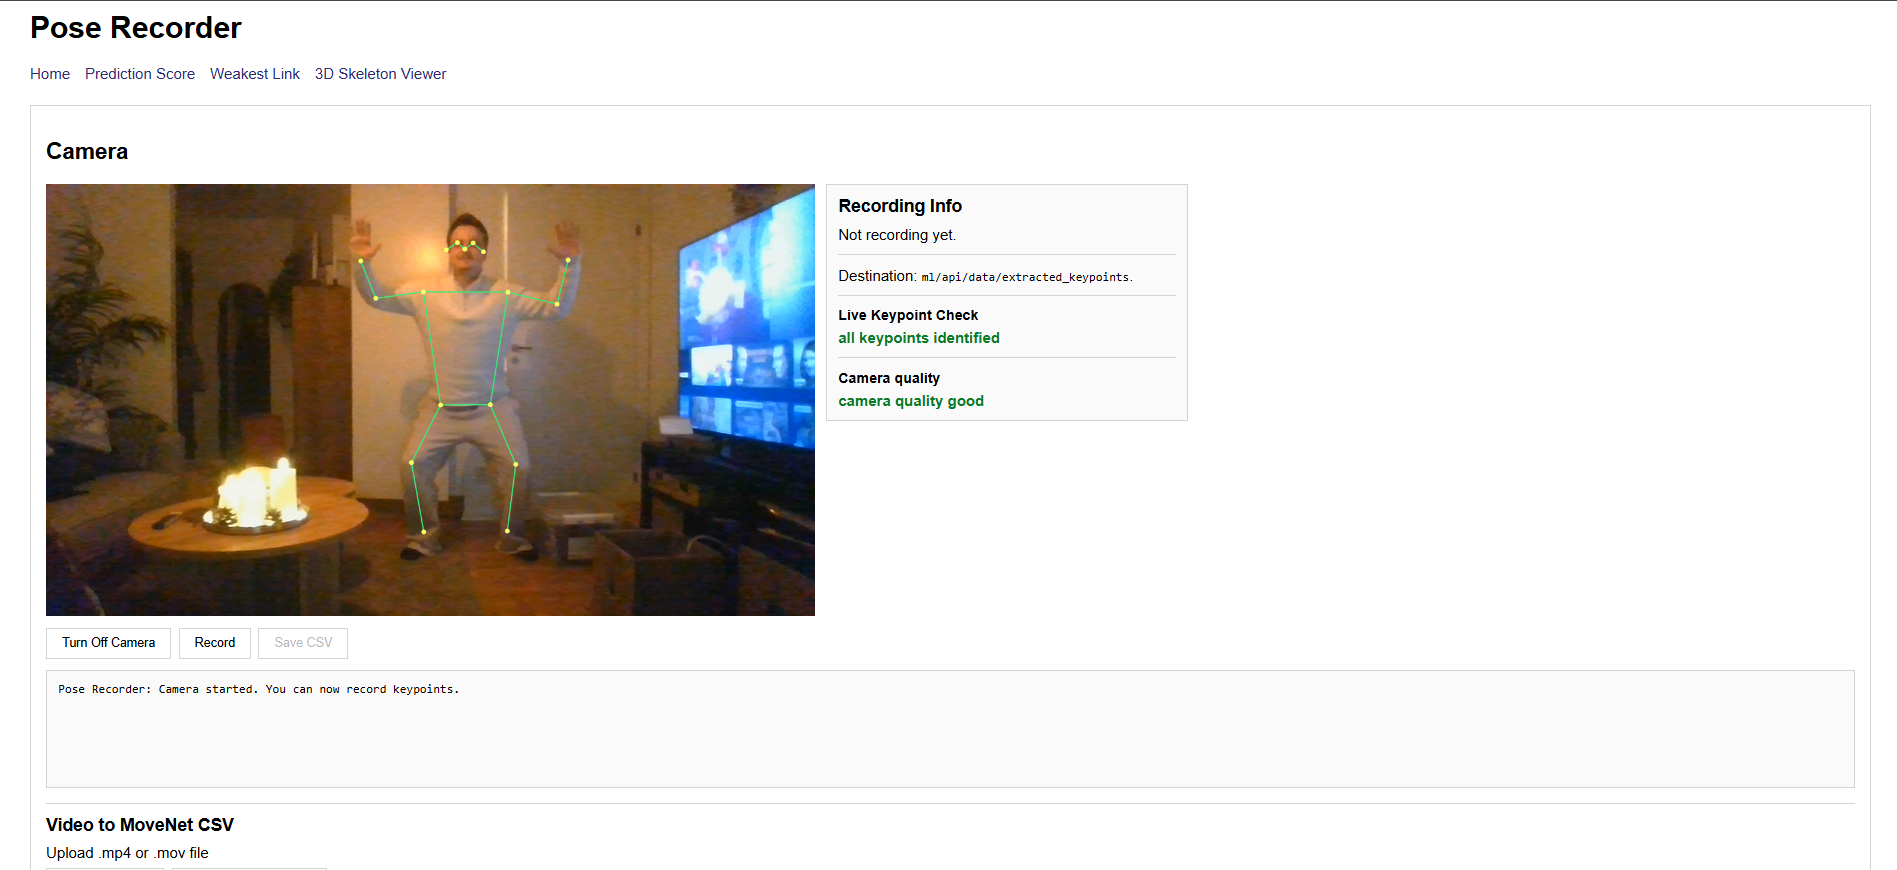 Pose Recorder
Home Prediction Score Weakest Link 3D Skeleton Viewer
Camera
Recording Info
Not recording yet.
Destination: ml/api/data/extracted_keypoints.
Live Keypoint Check
all keypoints identified
Camera quality
camera quality good
Turn Off Camera Record Save CSV
Pose Recorder: Camera started. You can now record keypoints.
Video to MoveNet CSV
Upload .mp4 or .mov file